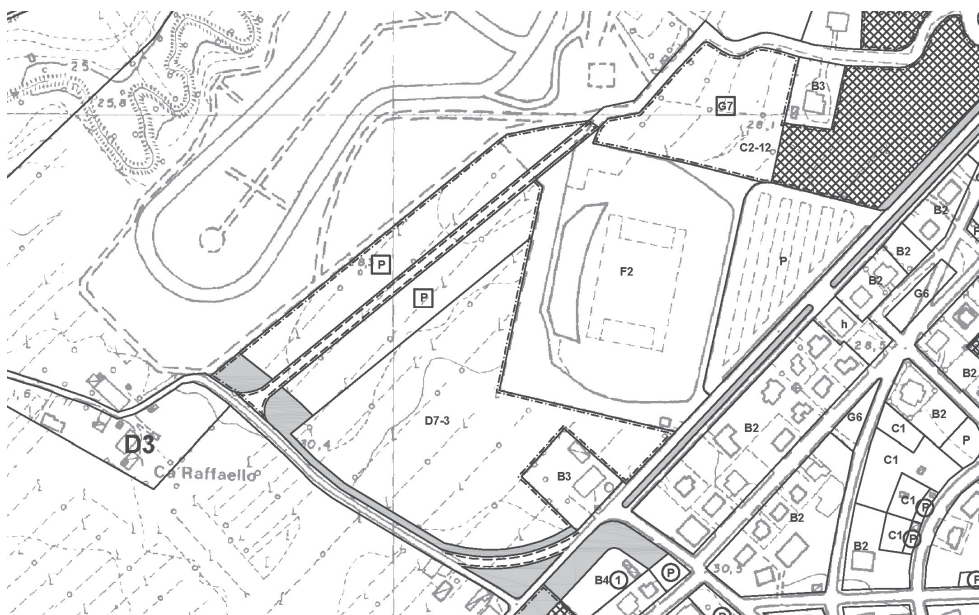 25
25,8
G7
28,1
C2-12
B3
B2
B2
B2
P
P
F2
P
G6
h
28,5
B2
D7-3
B2
G6
C1
B2
P
C1
30,4
D3
Ca'Raffaello
B3
C1
P
C1
P
B2
B2
30,5
B4
1
P